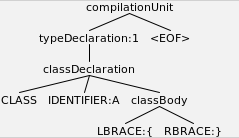 compilationUnit
typeDeclaration:1 <EOF>
classDeclaration
CLASS IDENTIFIER:A classBody
LBRACE:{ RBRACE:}